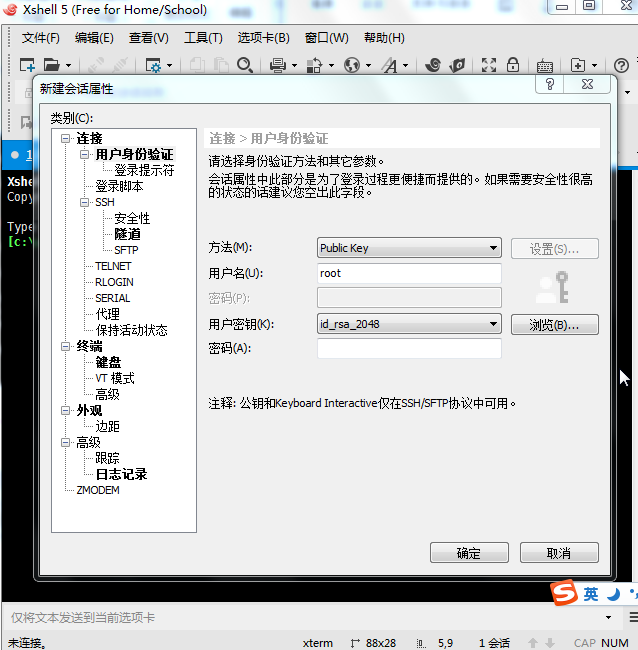 Xshell 5 (Free for Home/School)
文件(F) 编辑(E) 查看(V) 工具(T) 选项卡(B) 窗口(W) 帮助(H)
新建会话属性
类别(C):
连接
用户身份验证
登录提示符
登录脚本
SSH
安全性
隧道
SFTP
TELNET
RLOGIN
SERIAL
代理
保持活动状态
终端
键盘
VT 模式
高级
外观
边距
高级
跟踪
日志记录
ZMODEM
连接 > 用户身份验证
请选择身份验证方法和其它参数。
会话属性中此部分是为了登录过程更便捷而提供的。如果需要安全性很高
的状态的话建议您空出此字段。
方法(M): Public Key 设置(S)...
用户名(U): root
密码(P):
用户密钥(K): id_rsa_2048 浏览(B)...
密码(A):
注释: 公钥和Keyboard Interactive仅在SSH/SFTP协议中可用。
确定 取消
1
Xshe
Copy
Type
[c:\
英
仅将文本发送到当前选项卡
未连接。 xterm 88x28 5,9 1 会话 CAP NUM